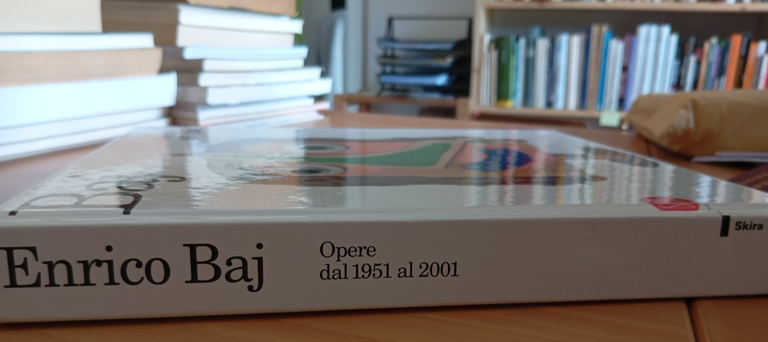 Baj
Enrico Baj
Opere
dal 1951 al 2001
Skira